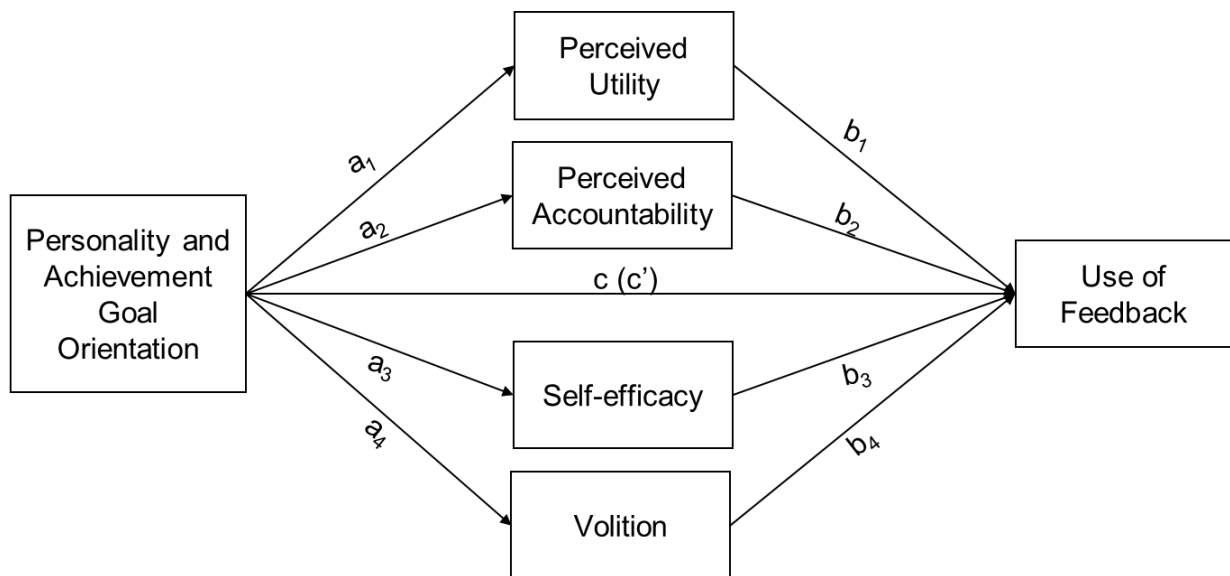 Perceived
Utility
a₁
b₁
Perceived
Accountability
a₂
b₂
Personality and
Achievement
Goal
Orientation
c (c’)
Use of
Feedback
a₃
Self-efficacy
b₃
a₄
b₄
Volition